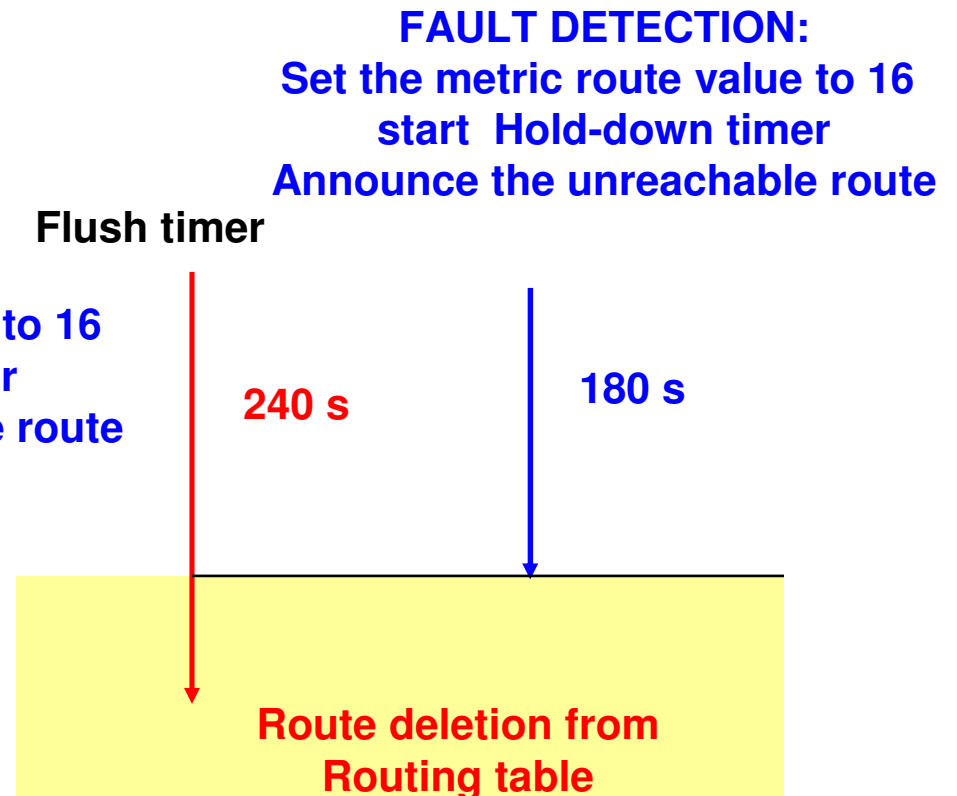 FAULT DETECTION:
Set the metric route value to 16
start Hold-down timer
Announce the unreachable route
Flush timer
to 16
r
e route
240 s
180 s
Route deletion from
Routing table